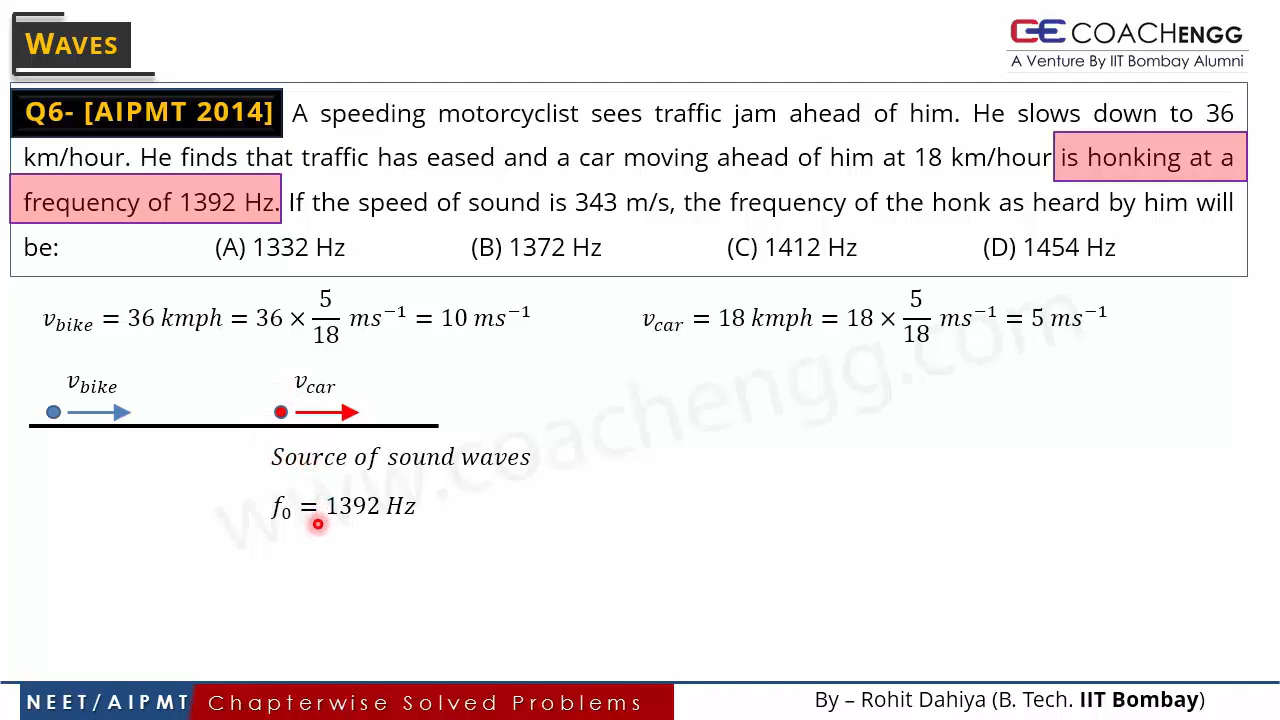 WAVES
CE COACHENGG
A Venture By IIT Bombay Alumni
Q6- [AIPMT 2014] A speeding motorcyclist sees traffic jam ahead of him. He slows down to 36
km/hour. He finds that traffic has eased and a car moving ahead of him at 18 km/hour is honking at a
frequency of 1392 Hz. If the speed of sound is 343 m/s, the frequency of the honk as heard by him will
be: (A) 1332 Hz (B) 1372 Hz (C) 1412 Hz (D) 1454 Hz
v_bike = 36 kmph = 36 × 5/18 ms⁻¹ = 10 ms⁻¹ v_car = 18 kmph = 18 × 5/18 ms⁻¹ = 5 ms⁻¹
v_bike v_car
Source of sound waves
f₀ = 1392 Hz
www.coachengg.com
NEET/AIPMT Chapterwise Solved Problems By – Rohit Dahiya (B. Tech. IIT Bombay)